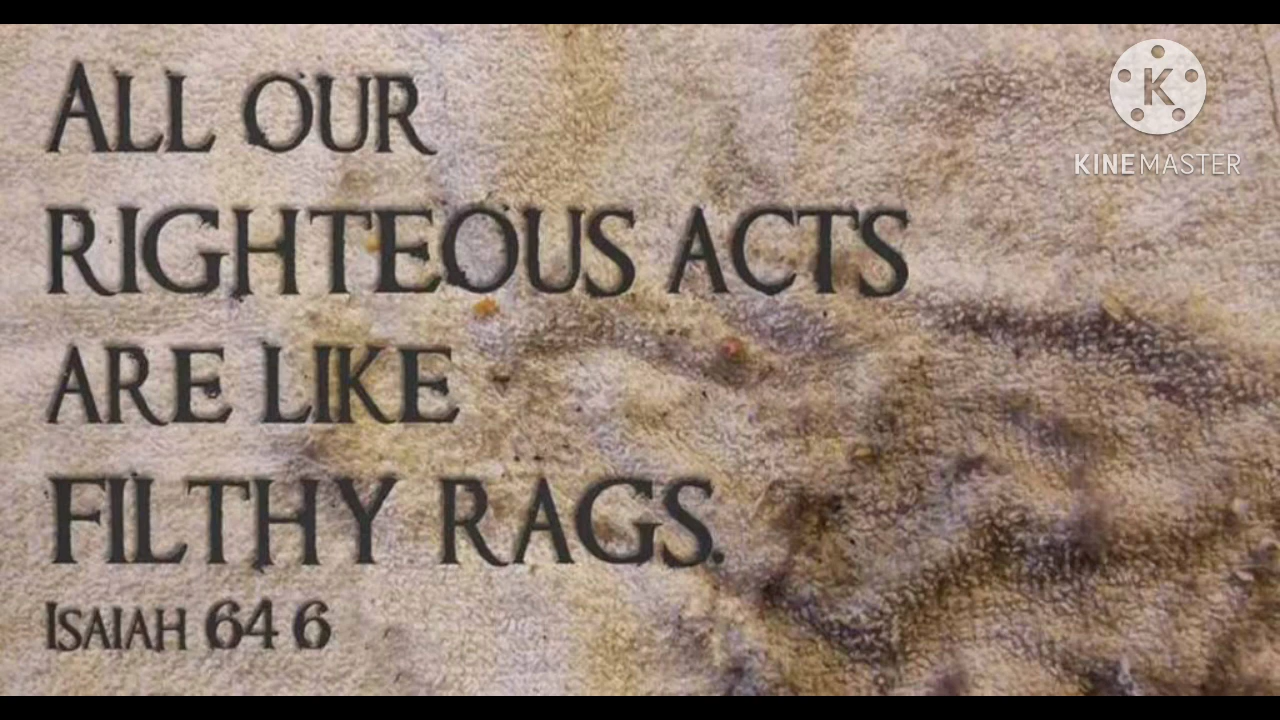 ALL OUR
RIGHTEOUS ACTS
ARE LIKE
FILTHY RAGS.
ISAIAH 64 6
K
KINEMASTER